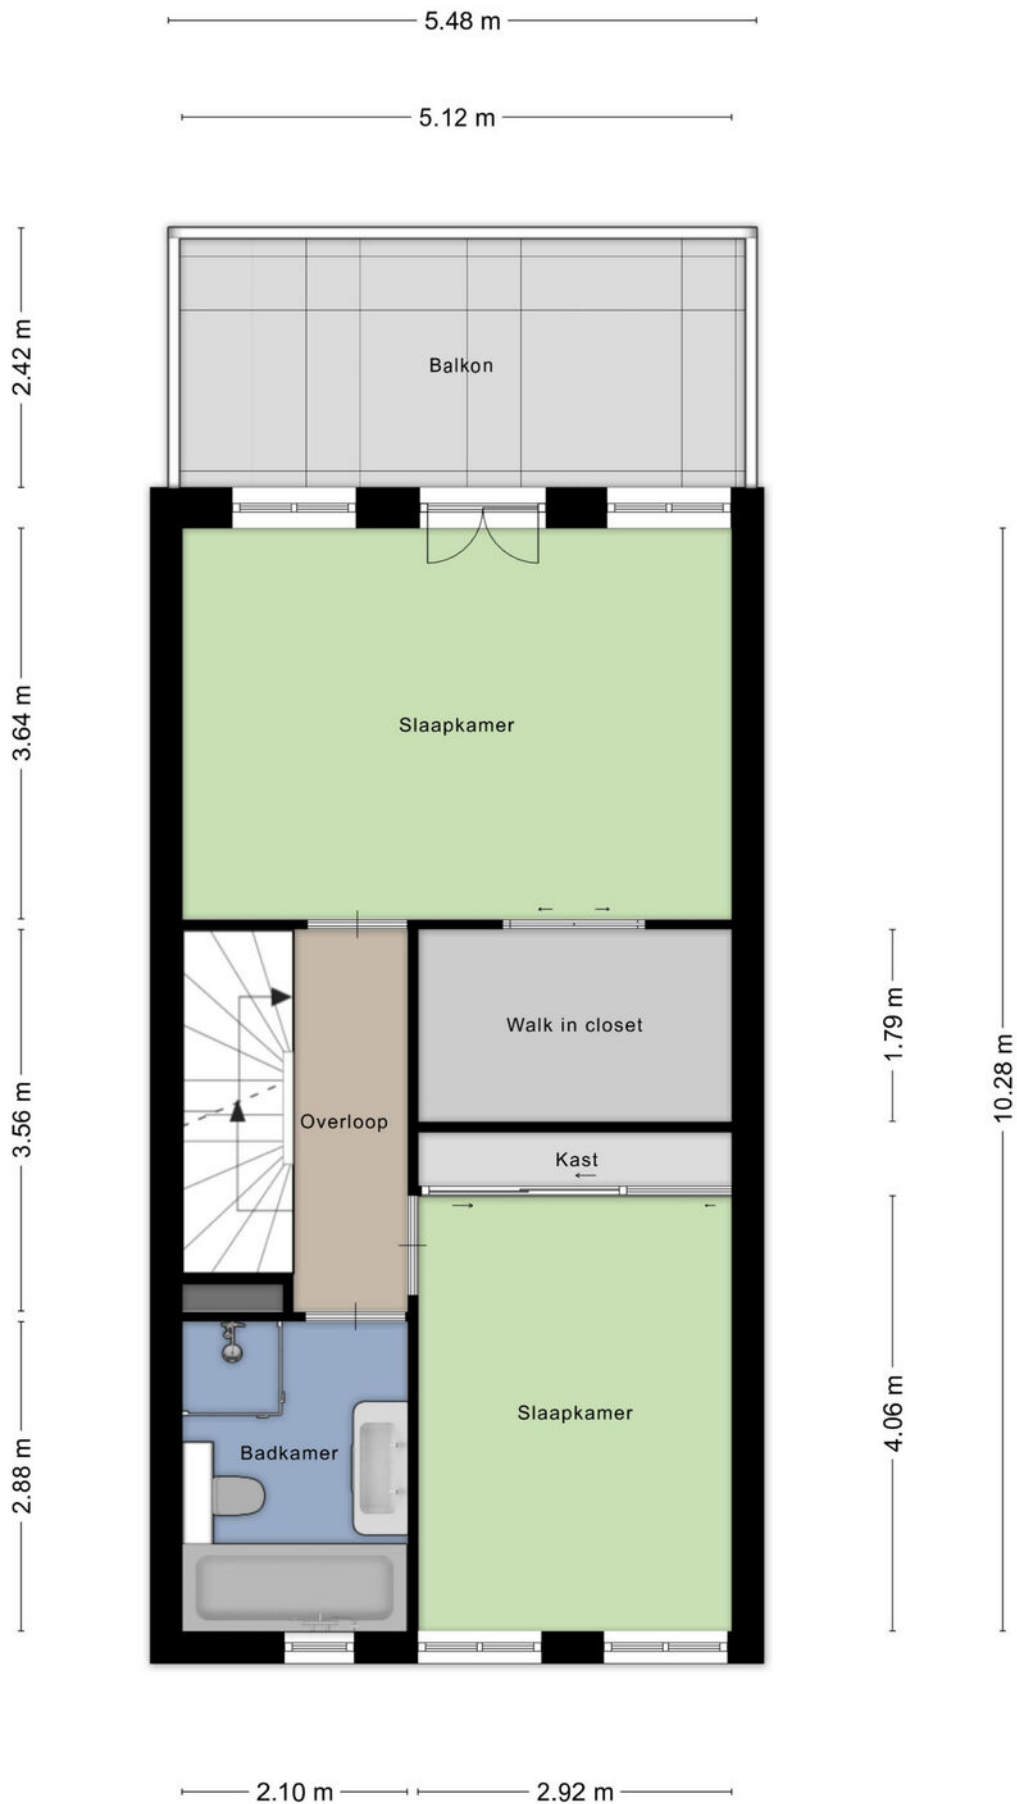 5.48 m
5.12 m
2.42 m
Balkon
3.64 m
Slaapkamer
10.28 m
1.79 m
Walk in closet
3.56 m
Overloop
Kast
4.06 m
Slaapkamer
2.88 m
Badkamer
2.10 m
2.92 m